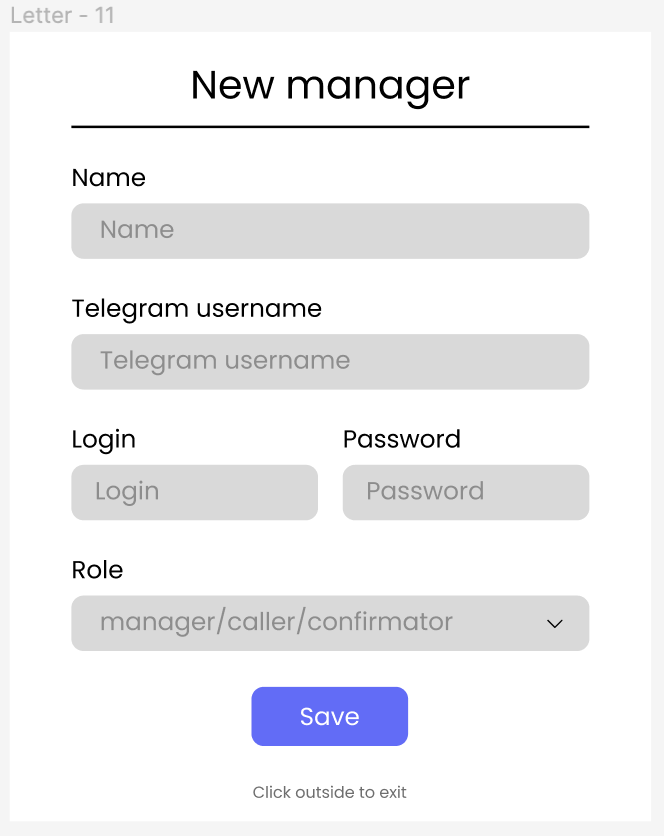 Letter - 11
New manager
Name
Name
Telegram username
Telegram username
Login Password
Login Password
Role
manager/caller/confirmator
Save
Click outside to exit